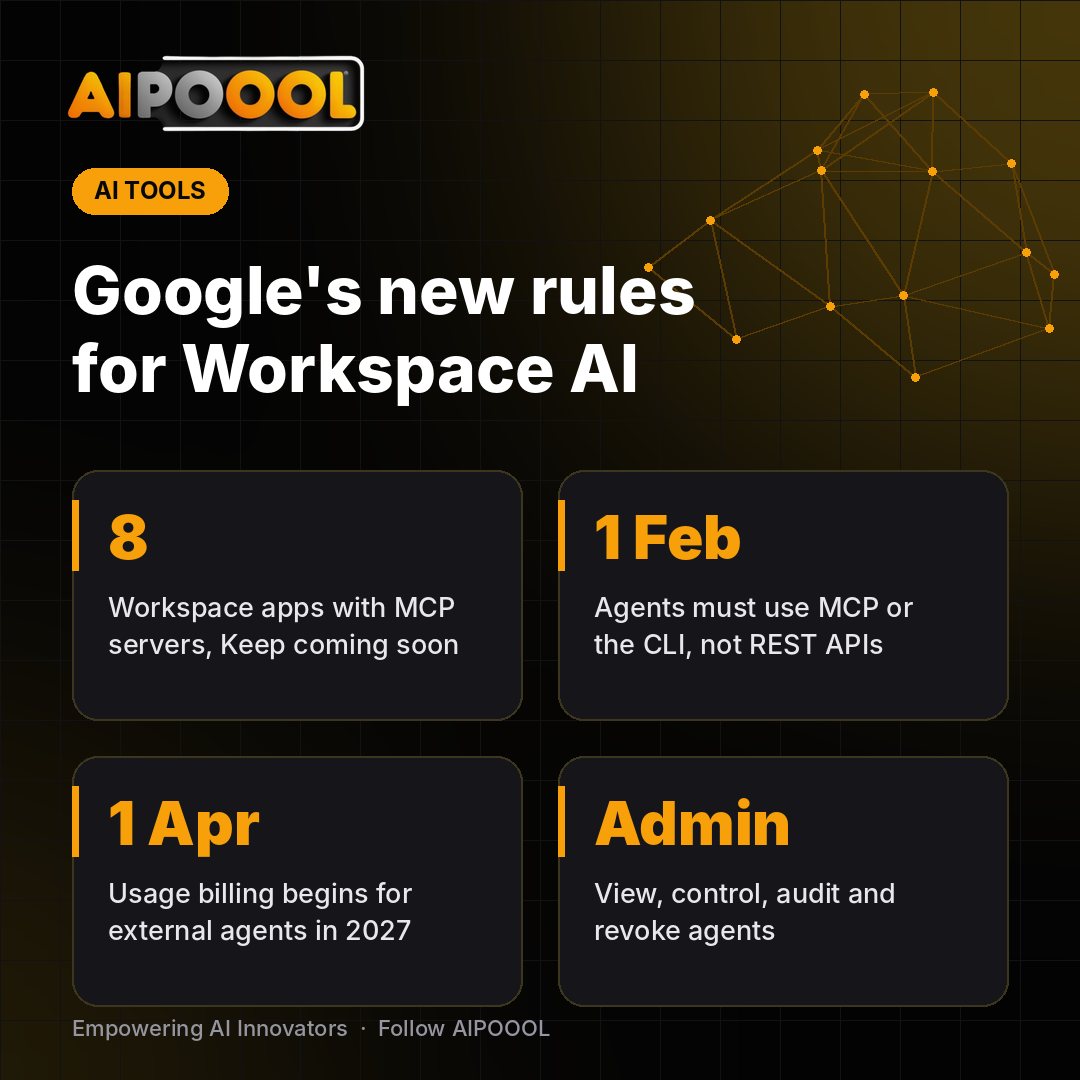 AIPOOOL
AI TOOLS
Google's new rules
for Workspace AI
8
Workspace apps with MCP
servers, Keep coming soon
1 Feb
Agents must use MCP or
the CLI, not REST APIs
1 Apr
Usage billing begins for
external agents in 2027
Admin
View, control, audit and
revoke agents
Empowering AI Innovators · Follow AIPOOOL